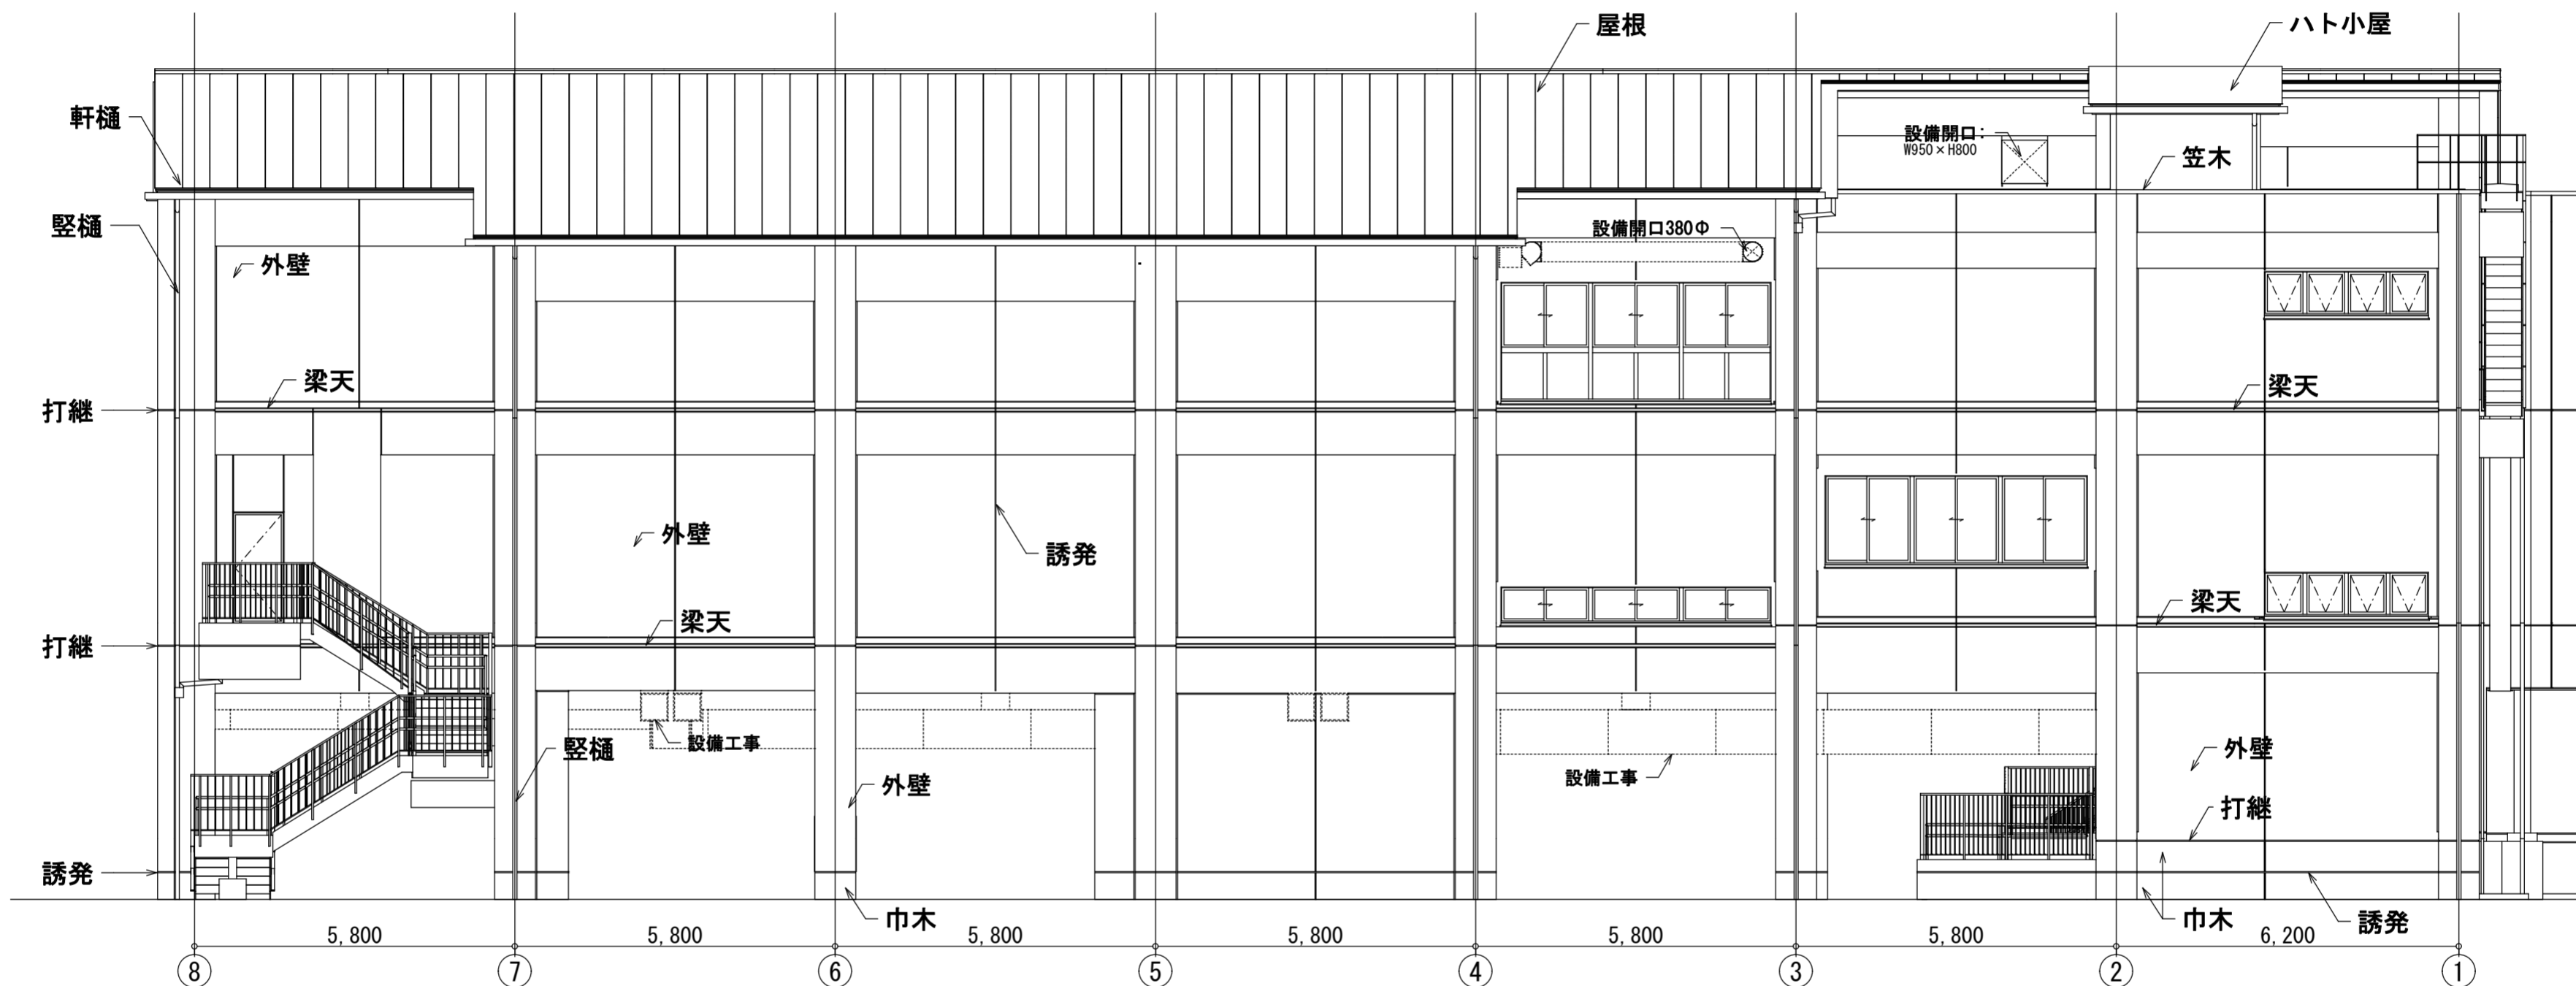 屋根
ハト小屋
軒樋
設備開口:
W950×H800
笠木
竪樋
設備開口380Φ
外壁
梁天
梁天
打継
外壁
誘発
梁天
梁天
打継
設備工事
竪樋
外壁
設備工事
外壁
打継
誘発
巾木
巾木
誘発
5,800
5,800
5,800
5,800
5,800
5,800
6,200
8
7
6
5
4
3
2
1